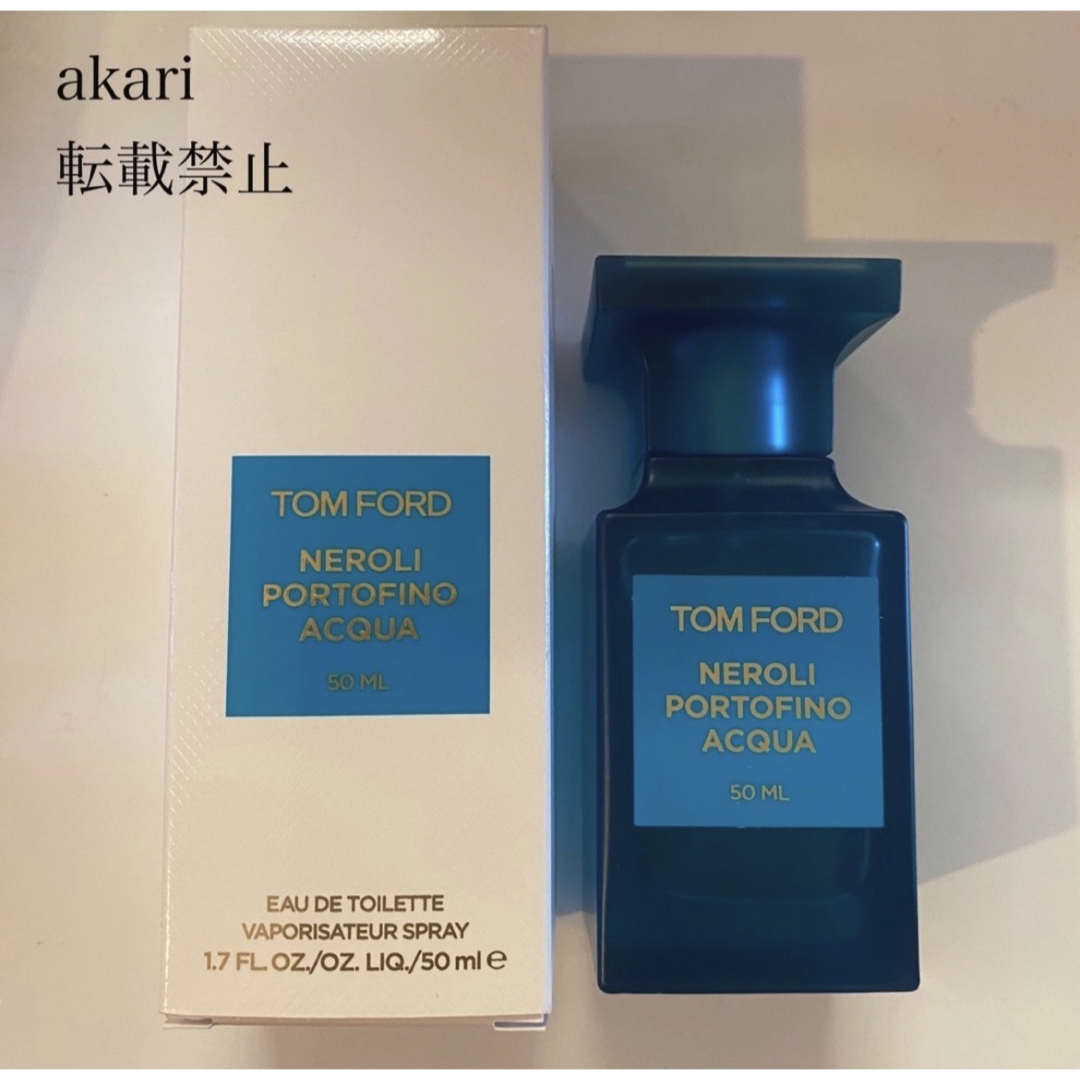 akari
転載禁止
TOM FORD
NEROLI
PORTOFINO
ACQUA
50 ML
EAU DE TOILETTE
VAPORISATEUR SPRAY
1.7 FL. OZ./OZ. LIQ./50 ml e
TOM FORD
NEROLI
PORTOFINO
ACQUA
50 ML